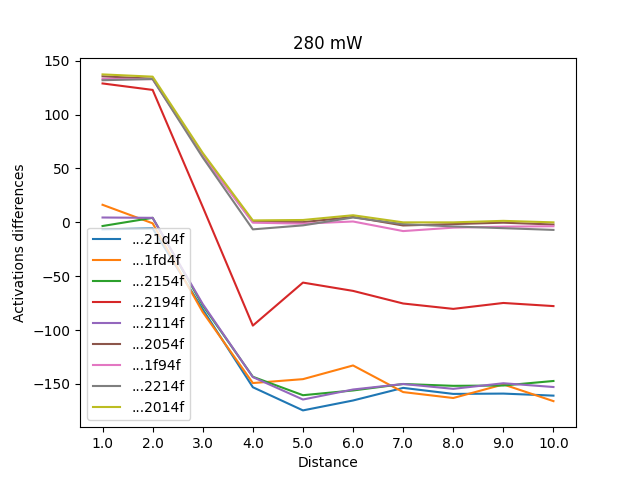 280 mW
Activations differences
150
100
50
0
−50
−100
−150
...21d4f
...1fd4f
...2154f
...2194f
...2114f
...2054f
...1f94f
...2214f
...2014f
1.0 2.0 3.0 4.0 5.0 6.0 7.0 8.0 9.0 10.0
Distance